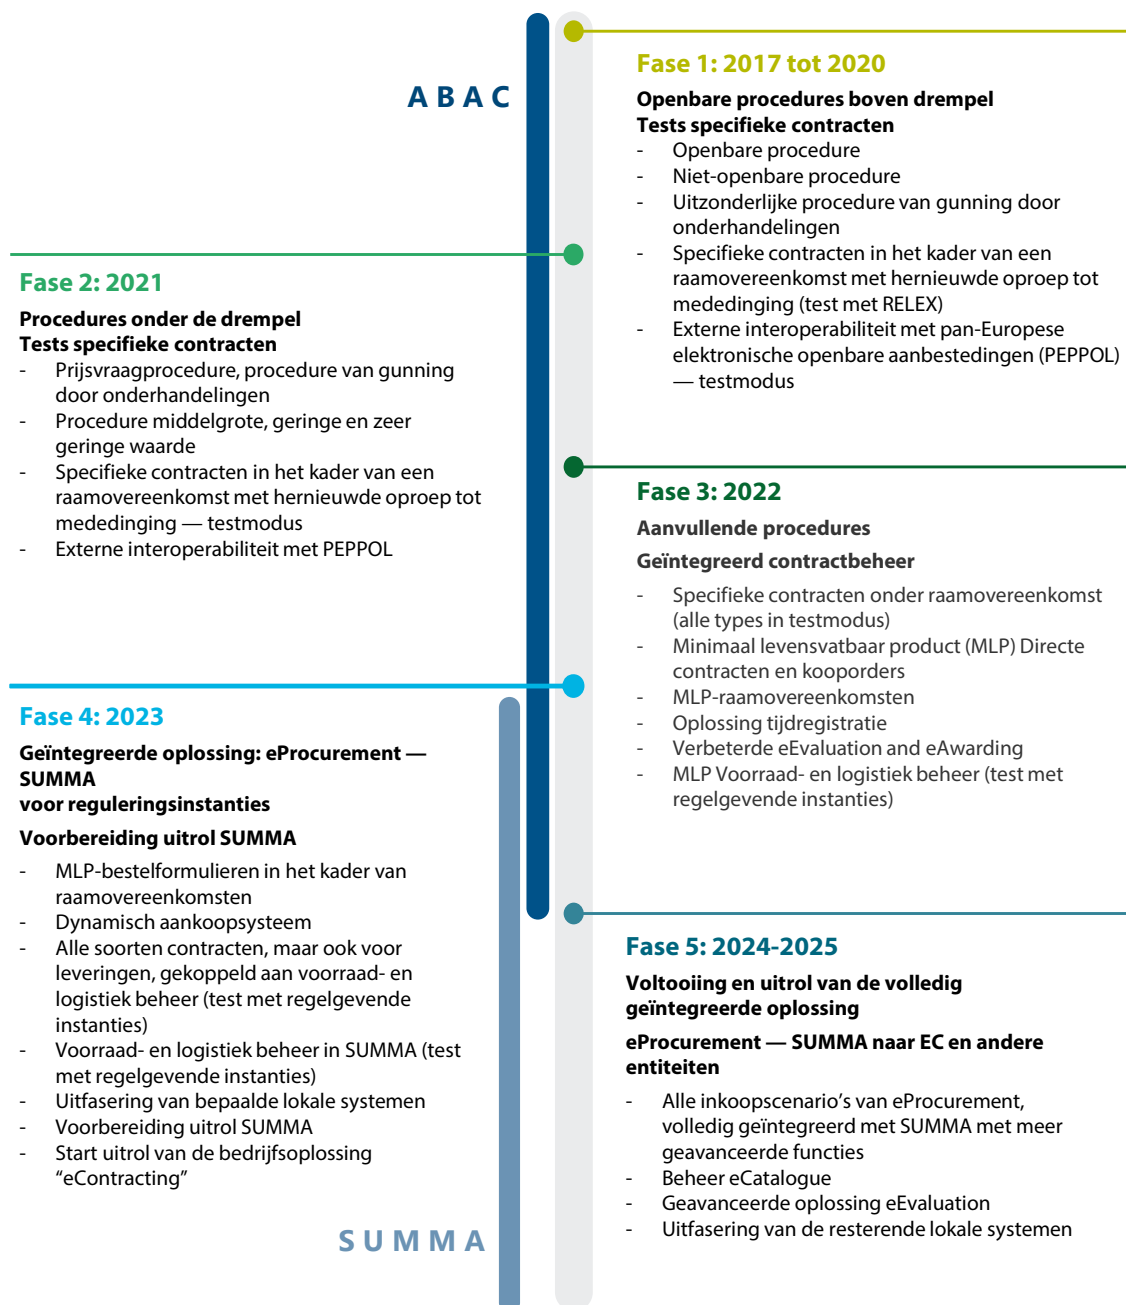 A B A C
Fase 1: 2017 tot 2020
Openbare procedures boven drempel
Tests specifieke contracten
- Openbare procedure
- Niet-openbare procedure
- Uitzonderlijke procedure van gunning door
onderhandelingen
- Specifieke contracten in het kader van een
raamovereenkomst met hernieuwde oproep tot
mededinging (test met RELEX)
- Externe interoperabiliteit met pan-Europese
elektronische openbare aanbestedingen (PEPPOL)
— testmodus
Fase 2: 2021
Procedures onder de drempel
Tests specifieke contracten
- Prijsvraagprocedure, procedure van gunning
door onderhandelingen
- Procedure middelgrote, geringe en zeer
geringe waarde
- Specifieke contracten in het kader van een
raamovereenkomst met hernieuwde oproep tot
mededinging — testmodus
- Externe interoperabiliteit met PEPPOL
Fase 3: 2022
Aanvullende procedures
Geïntegreerd contractbeheer
- Specifieke contracten onder raamovereenkomst
(alle types in testmodus)
- Minimaal levensvatbaar product (MLP) Directe
contracten en kooporders
- MLP-raamovereenkomsten
- Oplossing tijdregistratie
- Verbeterde eEvaluation and eAwarding
- MLP Voorraad- en logistiek beheer (test met
regelgevende instanties)
Fase 4: 2023
Geïntegreerde oplossing: eProcurement —
SUMMA
voor reguleringsinstanties
Voorbereiding uitrol SUMMA
- MLP-bestelformulieren in het kader van
raamovereenkomsten
- Dynamisch aankoopsysteem
- Alle soorten contracten, maar ook voor
leveringen, gekoppeld aan voorraad- en
logistiek beheer (test met regelgevende
instanties)
- Voorraad- en logistiek beheer in SUMMA (test
met regelgevende instanties)
- Uitfasering van bepaalde lokale systemen
- Voorbereiding uitrol SUMMA
- Start uitrol van de bedrijfsoplossing
“eContracting”
S U M M A
Fase 5: 2024-2025
Voltooiing en uitrol van de volledig
geïntegreerde oplossing
eProcurement — SUMMA naar EC en andere
entiteiten
- Alle inkoopscenario’s van eProcurement,
volledig geïntegreerd met SUMMA met meer
geavanceerde functies
- Beheer eCatalogue
- Geavanceerde oplossing eEvaluation
- Uitfasering van de resterende lokale systemen